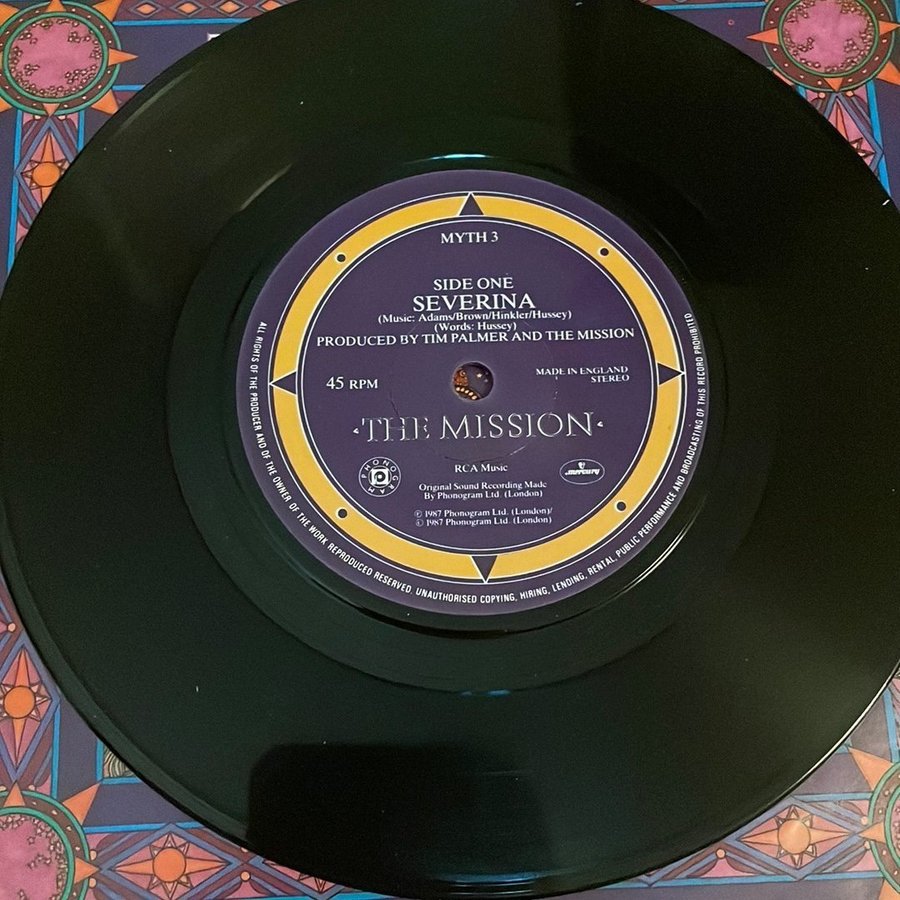 MYTH 3
SIDE ONE
SEVERINA
(Music: Adams/Brown/Hinkler/Hussey)
(Words: Hussey)
PRODUCED BY TIM PALMER AND THE MISSION
45 RPM
MADE IN ENGLAND
STEREO
THE MISSION
RCA Music
PHONOGRAM
mercury
Original Sound Recording Made
By Phonogram Ltd. (London)
℗ 1987 Phonogram Ltd. (London)/
© 1987 Phonogram Ltd. (London)
ALL RIGHTS OF THE PRODUCER AND OF THE OWNER OF THE WORK REPRODUCED RESERVED. UNAUTHORISED COPYING, HIRING, LENDING, RENTAL, PUBLIC PERFORMANCE AND BROADCASTING OF THIS RECORD PROHIBITED